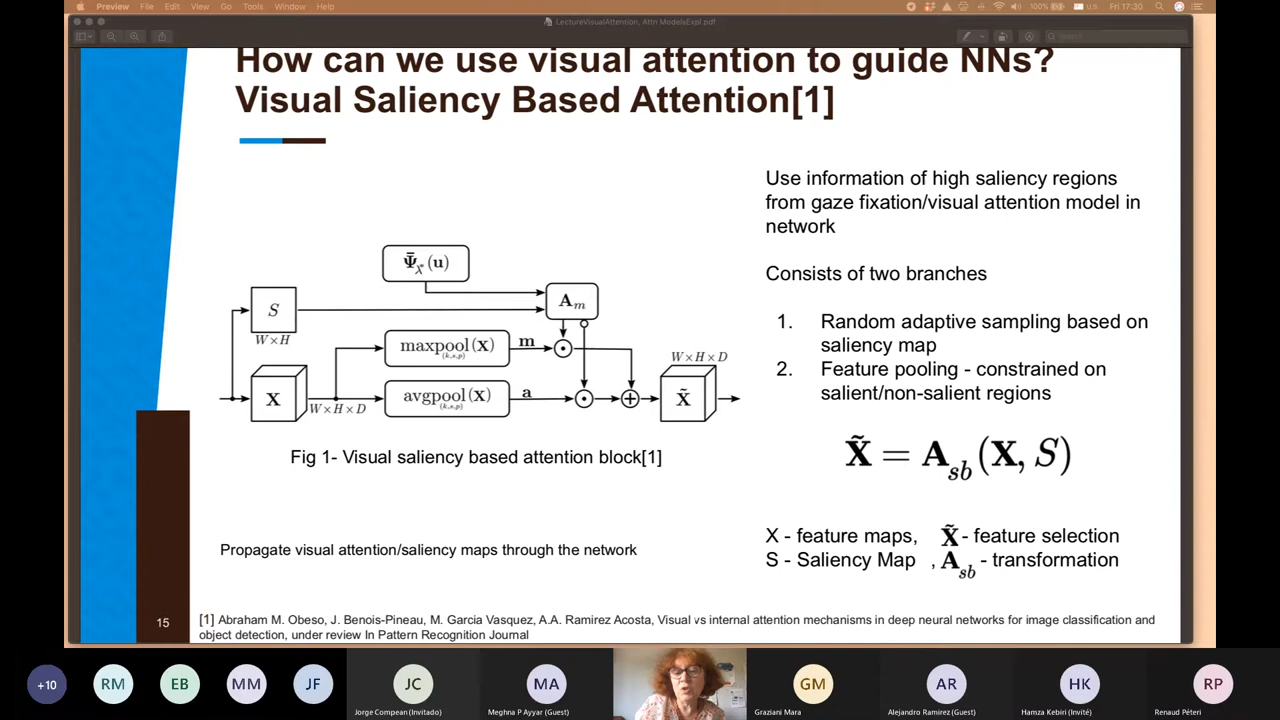 Preview File Edit View Go Tools Window Help 100% U.S. Fri 17:30
LectureVisualAttention, Attn ModelsExpl.pdf
Search
How can we use visual attention to guide NNs?
Visual Saliency Based Attention[1]
Use information of high saliency regions
from gaze fixation/visual attention model in
network
Consists of two branches
1. Random adaptive sampling based on
saliency map
2. Feature pooling - constrained on
salient/non-salient regions
X̃ = A_sb(X, S)
X - feature maps, X̃ - feature selection
S - Saliency Map , A_sb - transformation
Ψ̄_X(u)
S
W×H
A_m
maxpool(X)
(k,s,p)
m
W×H×D
X
W×H×D
avgpool(X)
(k,s,p)
a
X̃
Fig 1- Visual saliency based attention block[1]
Propagate visual attention/saliency maps through the network
15
[1] Abraham M. Obeso, J. Benois-Pineau, M. Garcia Vasquez, A.A. Ramirez Acosta, Visual vs internal attention mechanisms in deep neural networks for image classification and
object detection, under review In Pattern Recognition Journal
+10 RM EB MM JF JC MA GM AR HK RP
Jorge Compean (Invitado) Meghna P Ayyar (Guest) Graziani Mara Alejandro Ramirez (Guest) Hamza Kebiri (Invité) Renaud Péteri